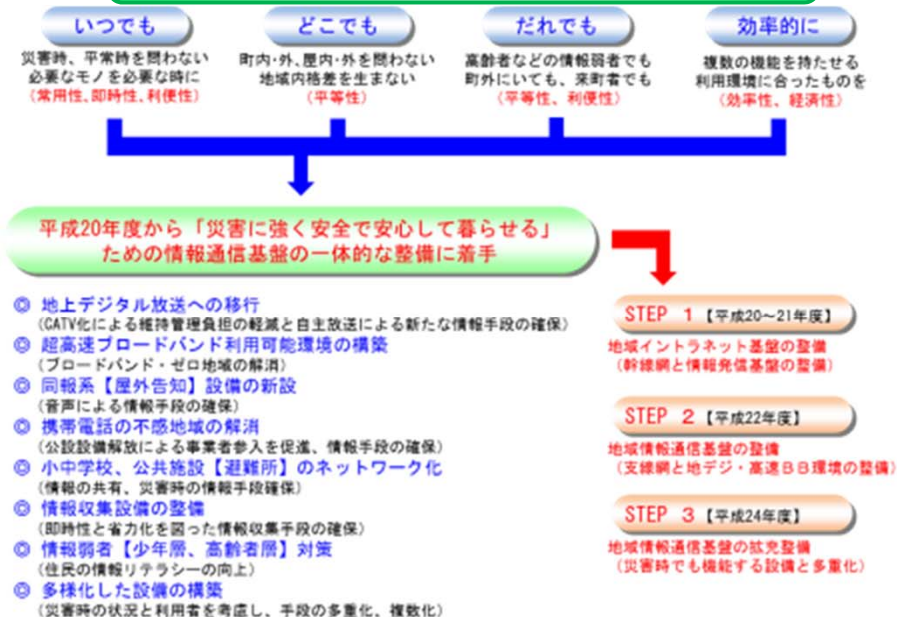 いつでも
災害時、平常時を問わない
必要なモノを必要な時に
(常用性、即時性、利便性)
どこでも
町内・外、屋内・外を問わない
地域内格差を生まない
(平等性)
だれでも
高齢者などの情報弱者でも
町外にいても、来町者でも
(平等性、利便性)
効率的に
複数の機能を持たせる
利用環境に合ったものを
(効率性、経済性)
平成20年度から「災害に強く安全で安心して暮らせる」
ための情報通信基盤の一体的な整備に着手
◎ 地上デジタル放送への移行
(CATV化による維持管理負担の軽減と自主放送による新たな情報手段の確保)
◎ 超高速ブロードバンド利用可能環境の構築
(ブロードバンド・ゼロ地域の解消)
◎ 同報系【屋外告知】設備の新設
(音声による情報手段の確保)
◎ 携帯電話の不感地域の解消
(公設設備解放による事業者参入を促進、情報手段の確保)
◎ 小中学校、公共施設【避難所】のネットワーク化
(情報の共有、災害時の情報手段確保)
◎ 情報収集設備の整備
(即時性と省力化を図った情報収集手段の確保)
◎ 情報弱者【少年層、高齢者層】対策
(住民の情報リテラシーの向上)
◎ 多様化した設備の構築
(災害時の状況と利用者を考慮し、手段の多重化、複数化)
STEP 1【平成20~21年度】
地域イントラネット基盤の整備
(幹線網と情報発信基盤の整備)
STEP 2【平成22年度】
地域情報通信基盤の整備
(支線網と地デジ・高速BB環境の整備)
STEP 3【平成24年度】
地域情報通信基盤の拡充整備
(災害時でも機能する設備と多重化)